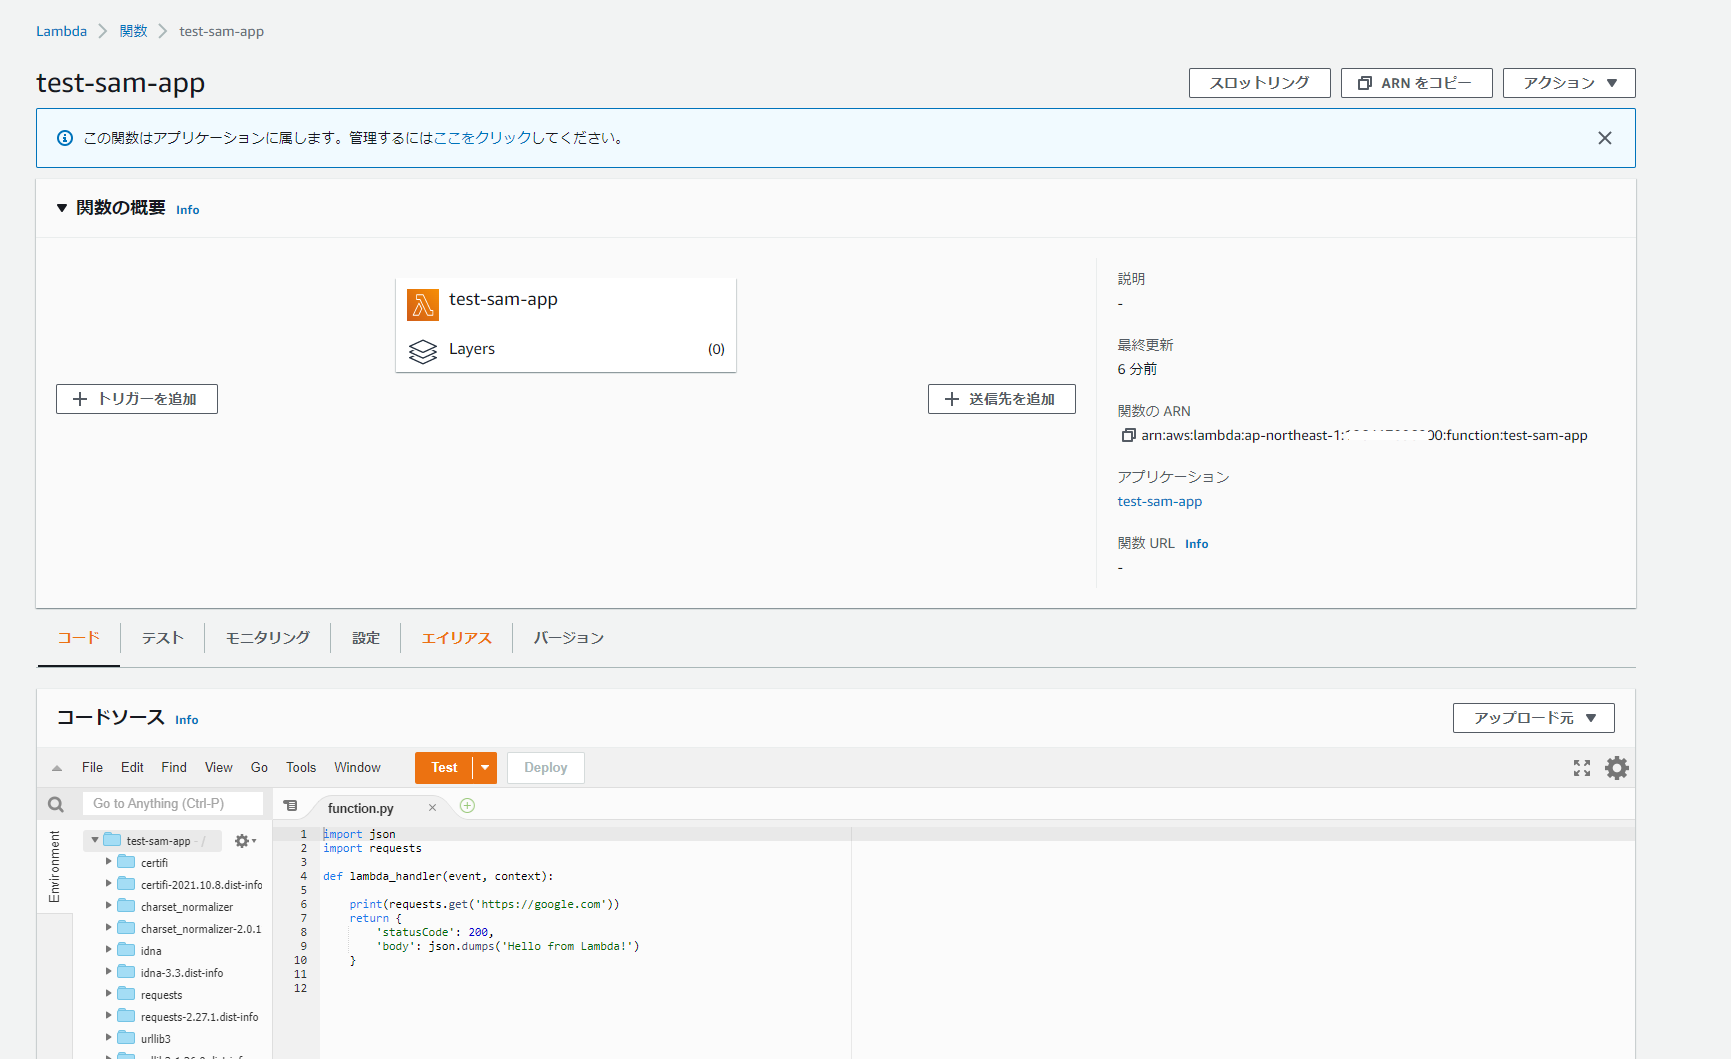 Lambda > 関数 > test-sam-app
test-sam-app
スロットリング
ARN をコピー
アクション ▼
この関数はアプリケーションに属します。管理するにはここをクリックしてください。
▼ 関数の概要 Info
test-sam-app
Layers (0)
+ トリガーを追加
+ 送信先を追加
説明
-
最終更新
6 分前
関数の ARN
arn:aws:lambda:ap-northeast-1: 00:function:test-sam-app
アプリケーション
test-sam-app
関数 URL Info
-
コード
テスト
モニタリング
設定
エイリアス
バージョン
コードソース Info
アップロード元 ▼
File Edit Find View Go Tools Window
Test
Deploy
Go to Anything (Ctrl-P)
function.py
Environment
test-sam-app - /
certifi
certifi-2021.10.8.dist-info
charset_normalizer
charset_normalizer-2.0.1
idna
idna-3.3.dist-info
requests
requests-2.27.1.dist-info
urllib3
1 import json
2 import requests
3
4 def lambda_handler(event, context):
5
6 print(requests.get('https://google.com'))
7 return {
8 'statusCode': 200,
9 'body': json.dumps('Hello from Lambda!')
10 }
11
12